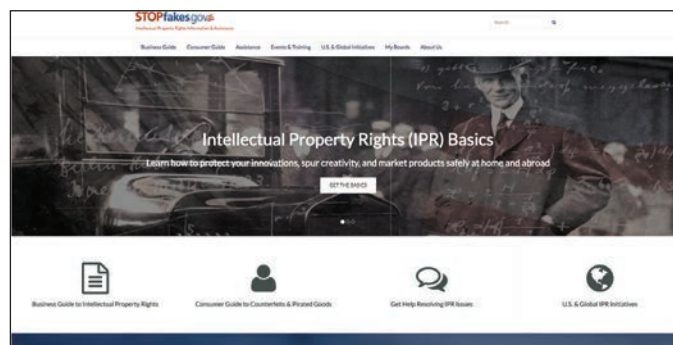 STOPfakes.gov
Intellectual Property Rights Information & Assistance
Search
Business Guide Consumer Guide Assistance Events & Training U.S. & Global Initiatives My Boards About Us
Intellectual Property Rights (IPR) Basics
Learn how to protect your innovations, spur creativity, and market products safely at home and abroad
GET THE BASICS
Business Guide to Intellectual Property Rights
Consumer Guide to Counterfeits & Pirated Goods
Get Help Resolving IPR Issues
U.S. & Global IPR Initiatives